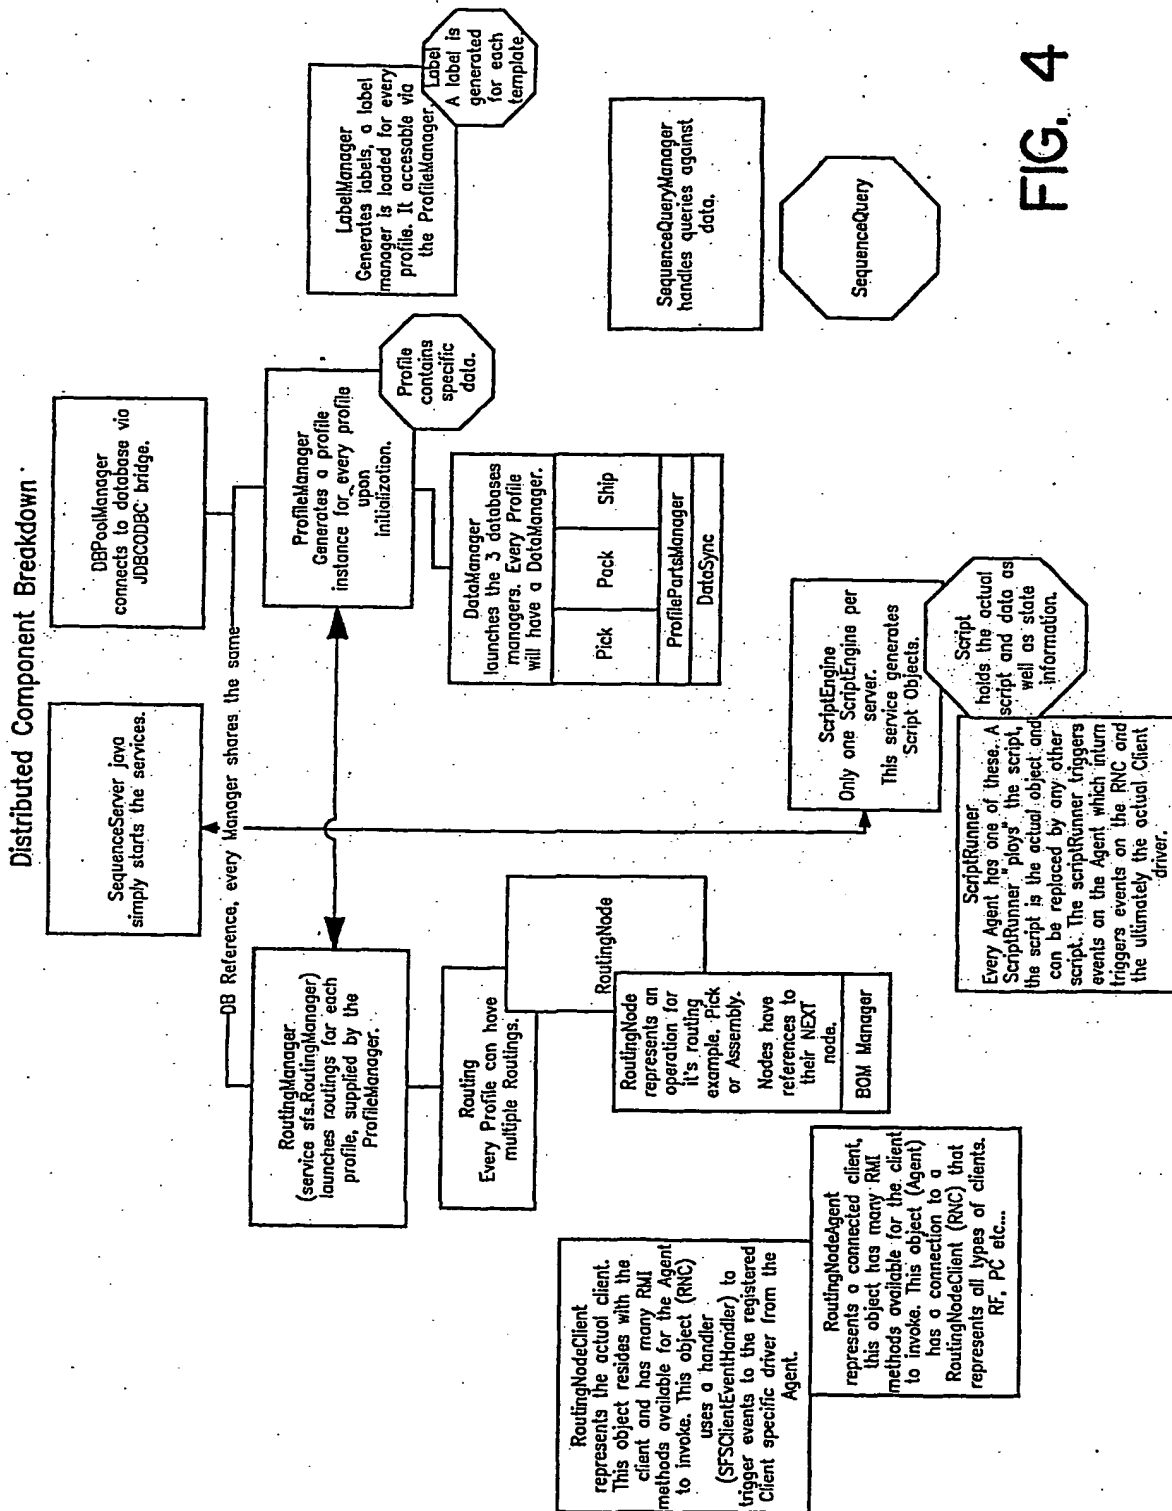 Distributed Component Breakdown
SequenceServer java
simply starts the services.
DBPoolManager
connects to database via
JDBCODBC bridge.
DB Reference, every Manager shares the same
RoutingManager
(service sfs.RoutingManager)
launches routings for each
profile, supplied by the
ProfileManager.
ProfileManager
Generates a profile
instance for every profile
upon
initialization.
Profile
contains
specific
data.
LabelManager
Generates labels, a label
manager is loaded for every
profile. It accesable via
the ProfileManager.
Label
A label is
generated
for each
template.
Routing
Every Profile can have
multiple Routings.
RoutingNode
RoutingNode
represents an
operation for
it's routing
example. Pick
or Assembly.
Nodes have
references to
their NEXT
node.
BOM Manager
DataManager
launches the 3 databases
managers. Every Profile
will have a DataManager.
Pick
Pack
Ship
ProfilePartsManager
DataSync
SequenceQueryManager
handles queries against
data.
SequenceQuery
RoutingNodeClient
represents the actual client.
This object resides with the
client and has many RMI
methods available for the Agent
to invoke. This object (RNC)
uses a handler
(SFSClientEventHandler) to
trigger events to the registered
Client specific driver from the
Agent.
RoutingNodeAgent
represents a connected client,
this object has many RMI
methods available for the client
to invoke. This object (Agent)
has a connection to a
RoutingNodeClient (RNC) that
represents all types of clients.
RF, PC etc...
ScriptEngine
Only one ScriptEngine per
server.
This service generates
Script Objects.
Script
holds the actual
script and data as
well as state
information.
ScriptRunner
Every Agent has one of these. A
ScriptRunner "plays" the script,
the script is the actual object and
can be replaced by any other
script. The scriptRunner triggers
events on the Agent which inturn
triggers events on the RNC and
the ultimately the actual Client
driver.
FIG. 4